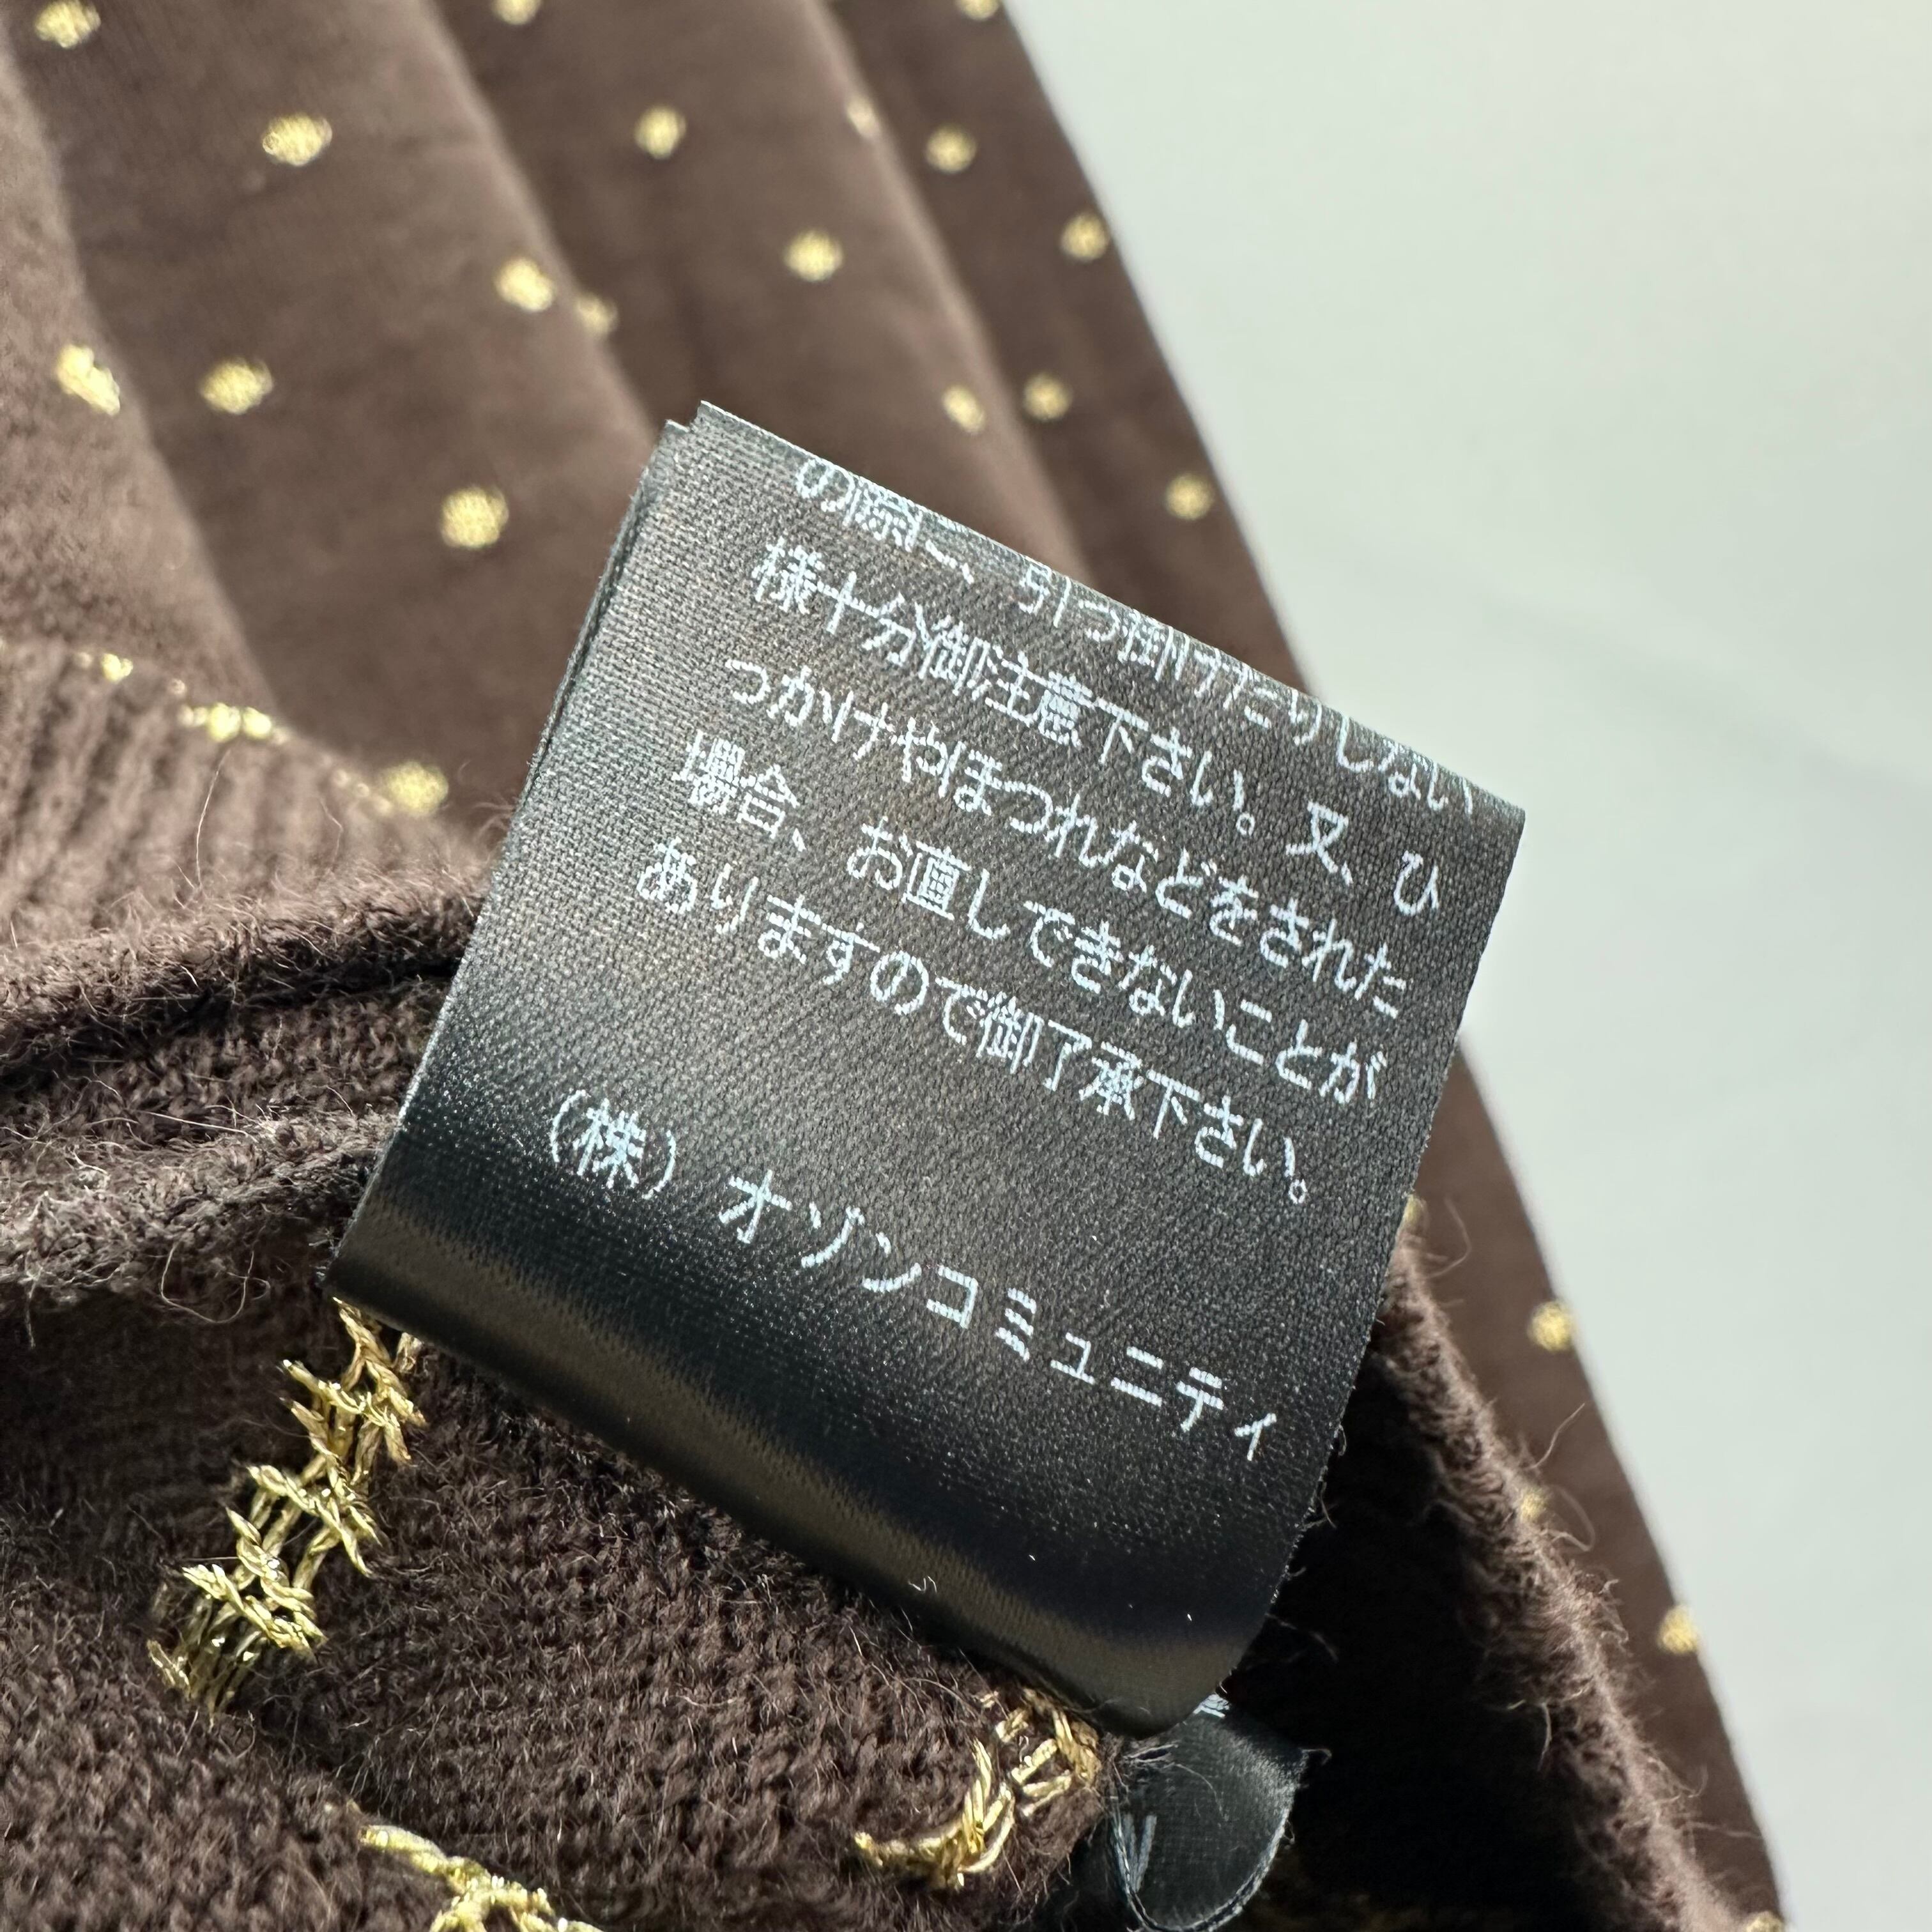 の際、引っ掛けたりしない
様十分御注意下さい。又、ひ
っかけやほつれなどをされた
場合、お直しできないことが
ありますので御了承下さい。
(株) オゾンコミュニティ